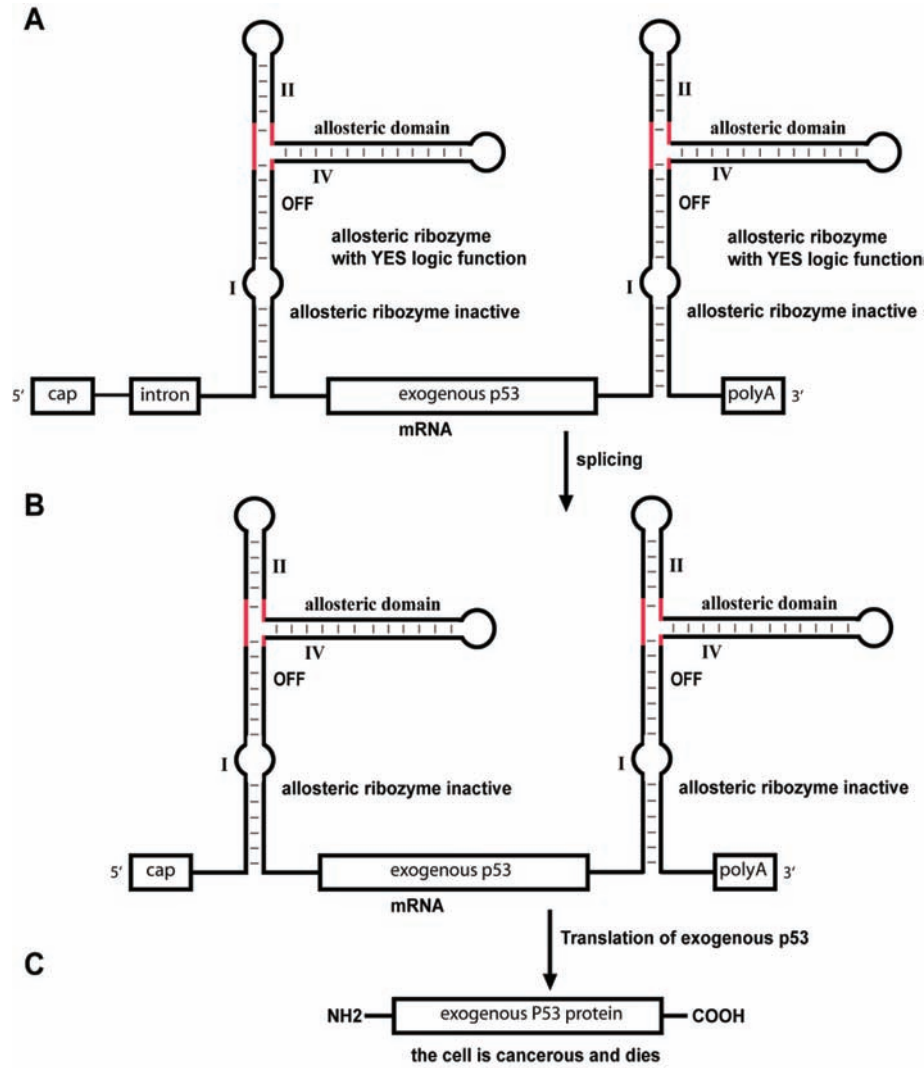 A
II
II
allosteric domain
allosteric domain
IV
IV
OFF
OFF
allosteric ribozyme
with YES logic function
allosteric ribozyme
with YES logic function
I
I
allosteric ribozyme inactive
allosteric ribozyme inactive
5′ cap intron exogenous p53 polyA 3′
mRNA
splicing
B
II
II
allosteric domain
allosteric domain
IV
IV
OFF
OFF
I
I
allosteric ribozyme inactive
allosteric ribozyme inactive
5′ cap exogenous p53 polyA 3′
mRNA
Translation of exogenous p53
C
NH2 exogenous P53 protein COOH
the cell is cancerous and dies